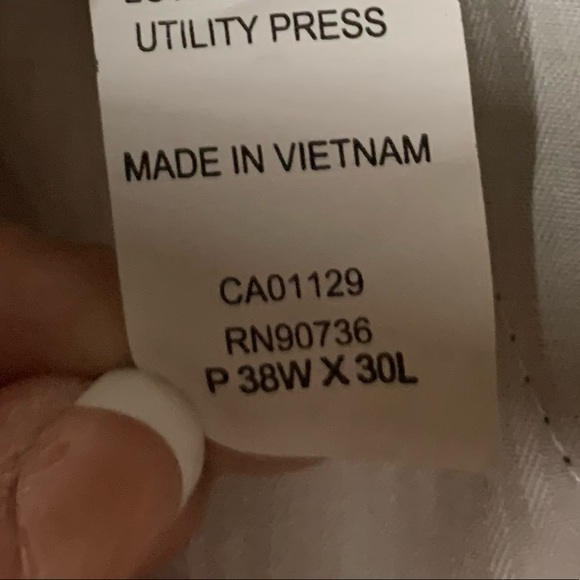 UTILITY PRESS
MADE IN VIETNAM
CA01129
RN90736
P 38W X 30L